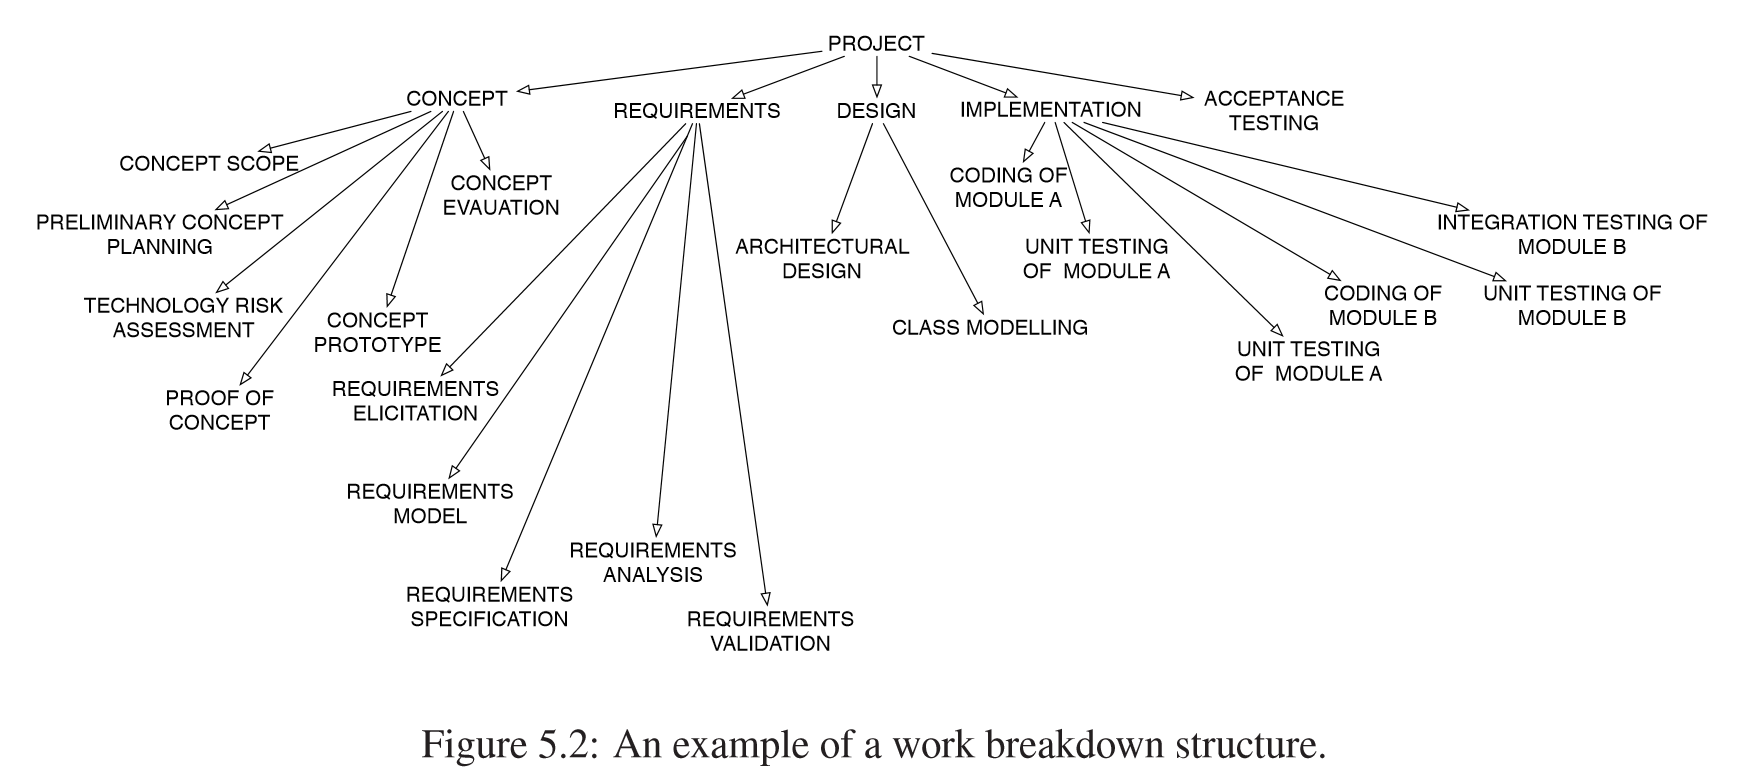 PROJECT
CONCEPT
REQUIREMENTS
DESIGN
IMPLEMENTATION
ACCEPTANCE
TESTING
CONCEPT SCOPE
PRELIMINARY CONCEPT
PLANNING
TECHNOLOGY RISK
ASSESSMENT
PROOF OF
CONCEPT
CONCEPT
PROTOTYPE
CONCEPT
EVAUATION
REQUIREMENTS
ELICITATION
REQUIREMENTS
MODEL
REQUIREMENTS
SPECIFICATION
REQUIREMENTS
ANALYSIS
REQUIREMENTS
VALIDATION
ARCHITECTURAL
DESIGN
CLASS MODELLING
CODING OF
MODULE A
UNIT TESTING
OF MODULE A
UNIT TESTING
OF MODULE A
CODING OF
MODULE B
UNIT TESTING OF
MODULE B
INTEGRATION TESTING OF
MODULE B
Figure 5.2: An example of a work breakdown structure.